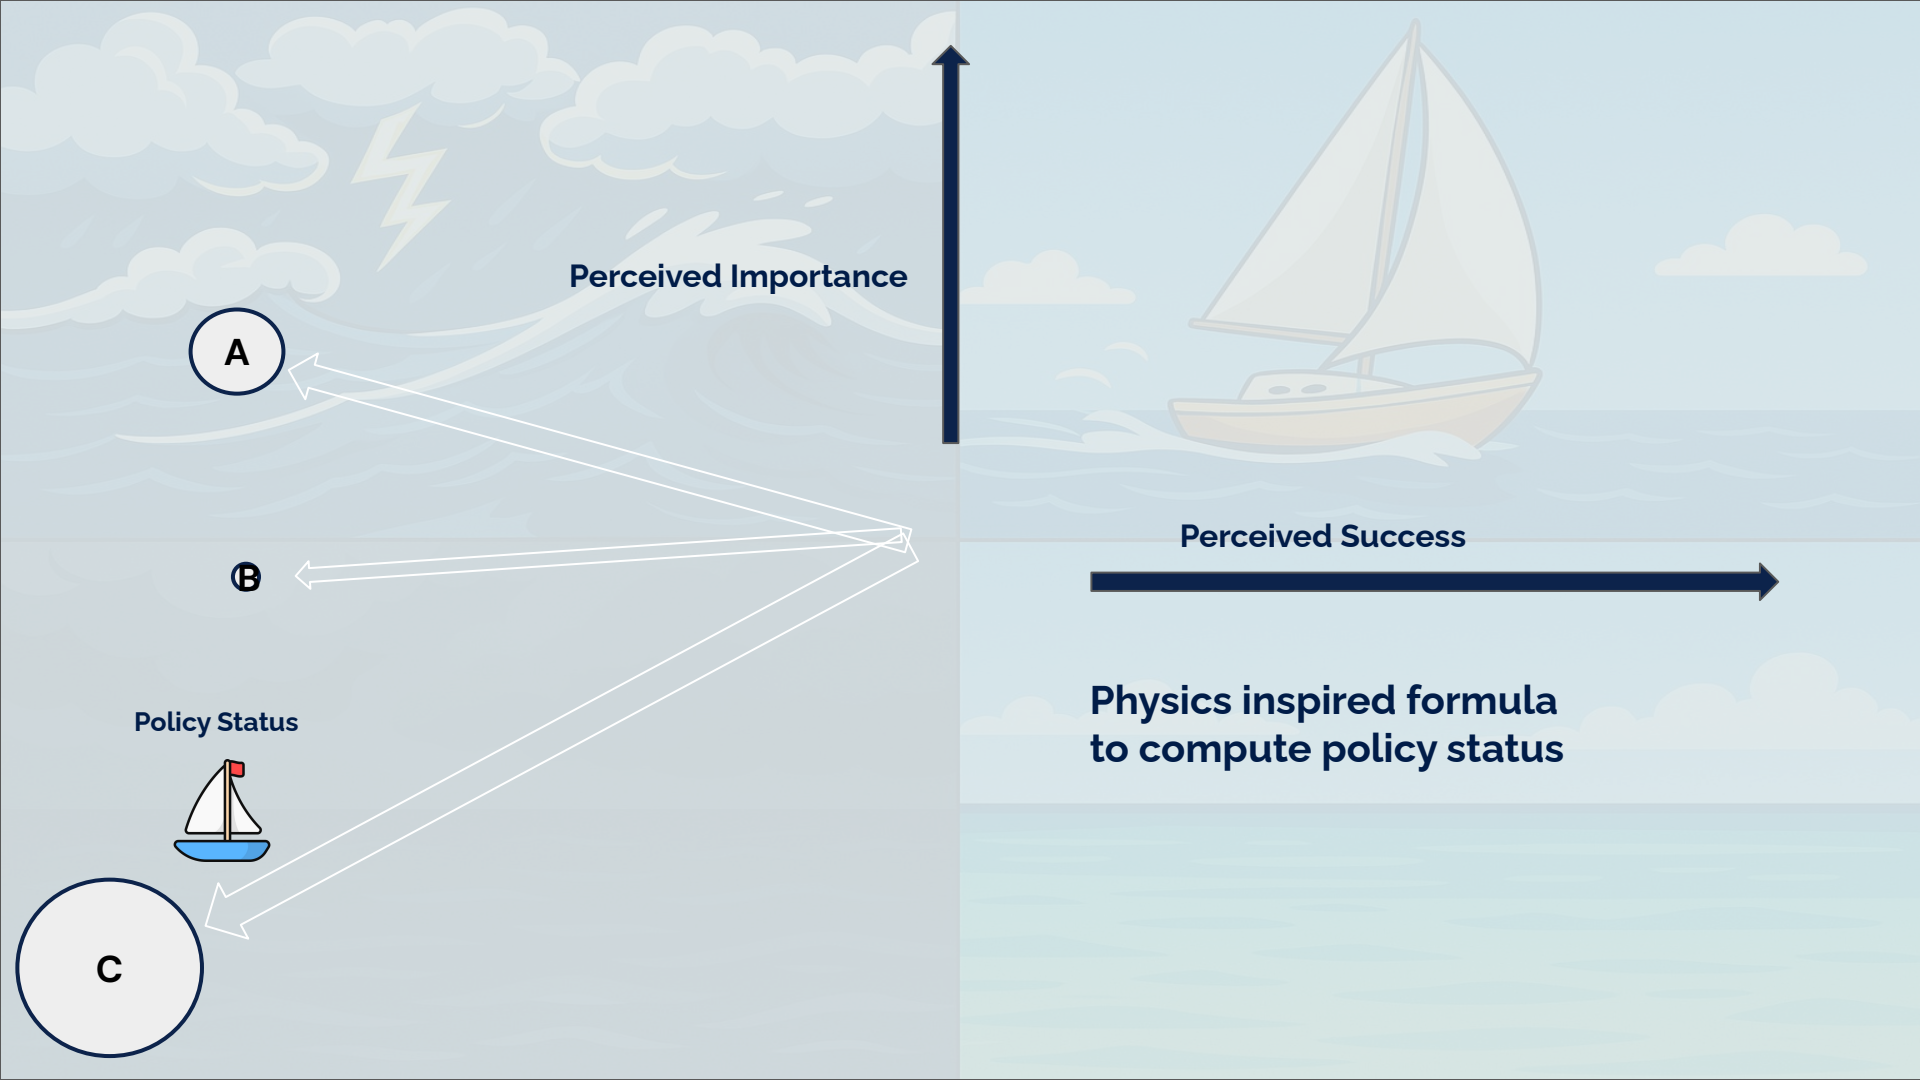 Perceived Importance
A
Perceived Success
B
Physics inspired formula
to compute policy status
Policy Status
C